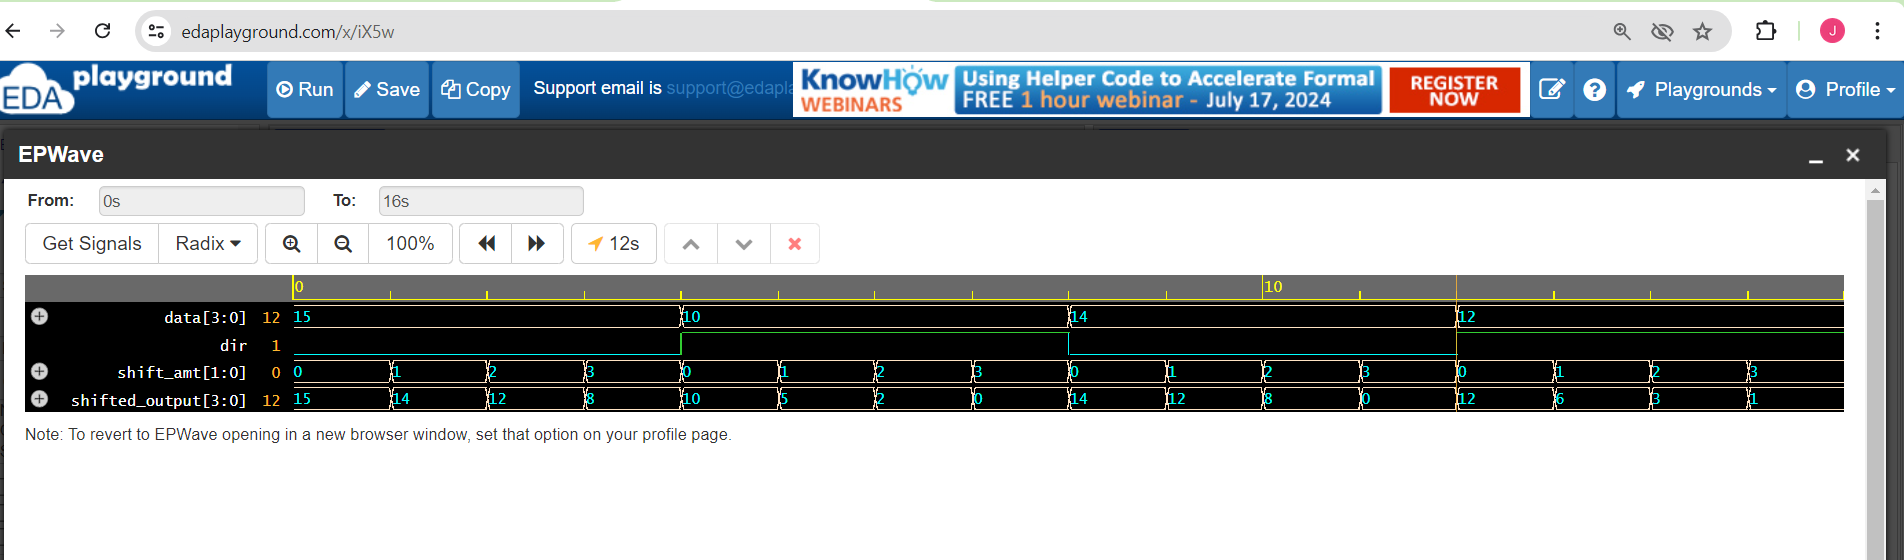 edaplayground.com/x/iX5w
J
EDA playground
Run
Save
Copy
Support email is support@edapla
KnowHow WEBINARS
Using Helper Code to Accelerate Formal
FREE 1 hour webinar - July 17, 2024
REGISTER NOW
Playgrounds
Profile
EPWave
From: 0s To: 16s
Get Signals Radix 100% 12s
0 10
data[3:0] 12 15 10 14 12
dir 1
shift_amt[1:0] 0 0 1 2 3 0 1 2 3 0 1 2 3 0 1 2 3
shifted_output[3:0] 12 15 14 12 8 10 5 2 0 14 12 8 0 12 6 3 1
Note: To revert to EPWave opening in a new browser window, set that option on your profile page.